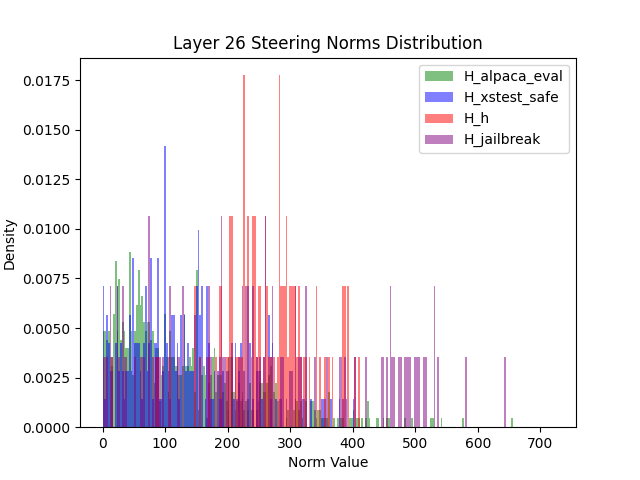 Layer 26 Steering Norms Distribution
0.0175
0.0150
0.0125
0.0100
0.0075
0.0050
0.0025
0.0000
Density
H_alpaca_eval
H_xstest_safe
H_h
H_jailbreak
0 100 200 300 400 500 600 700
Norm Value